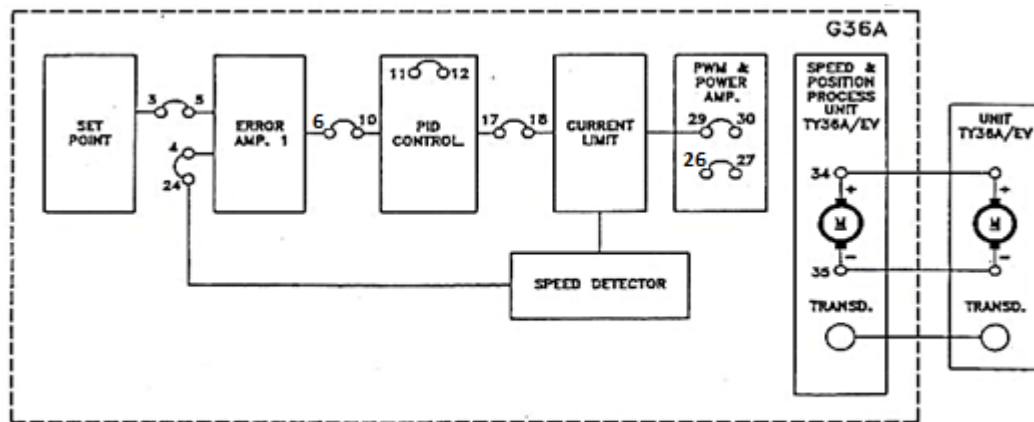 G36A
SET
POINT
3
5
4
24
ERROR
AMP. 1
6
10
11
12
PID
CONTROL
17
18
CURRENT
LIMIT
PWM &
POWER
AMP.
29
30
26
27
SPEED &
POSITION
PROCESS
UNIT
TY36A/EV
34
+
M
-
35
TRANSD.
UNIT
TY36A/EV
+
M
-
TRANSD.
SPEED DETECTOR